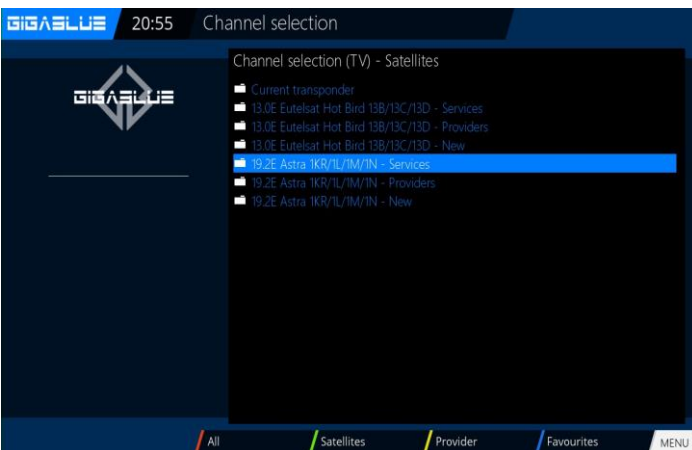 GIGABLUE 20:55 Channel selection
Channel selection (TV) - Satellites
GIGABLUE
Current transponder
13.0E Eutelsat Hot Bird 13B/13C/13D - Services
13.0E Eutelsat Hot Bird 13B/13C/13D - Providers
13.0E Eutelsat Hot Bird 13B/13C/13D - New
19.2E Astra 1KR/1L/1M/1N - Services
19.2E Astra 1KR/1L/1M/1N - Providers
19.2E Astra 1KR/1L/1M/1N - New
All Satellites Provider Favourites MENU